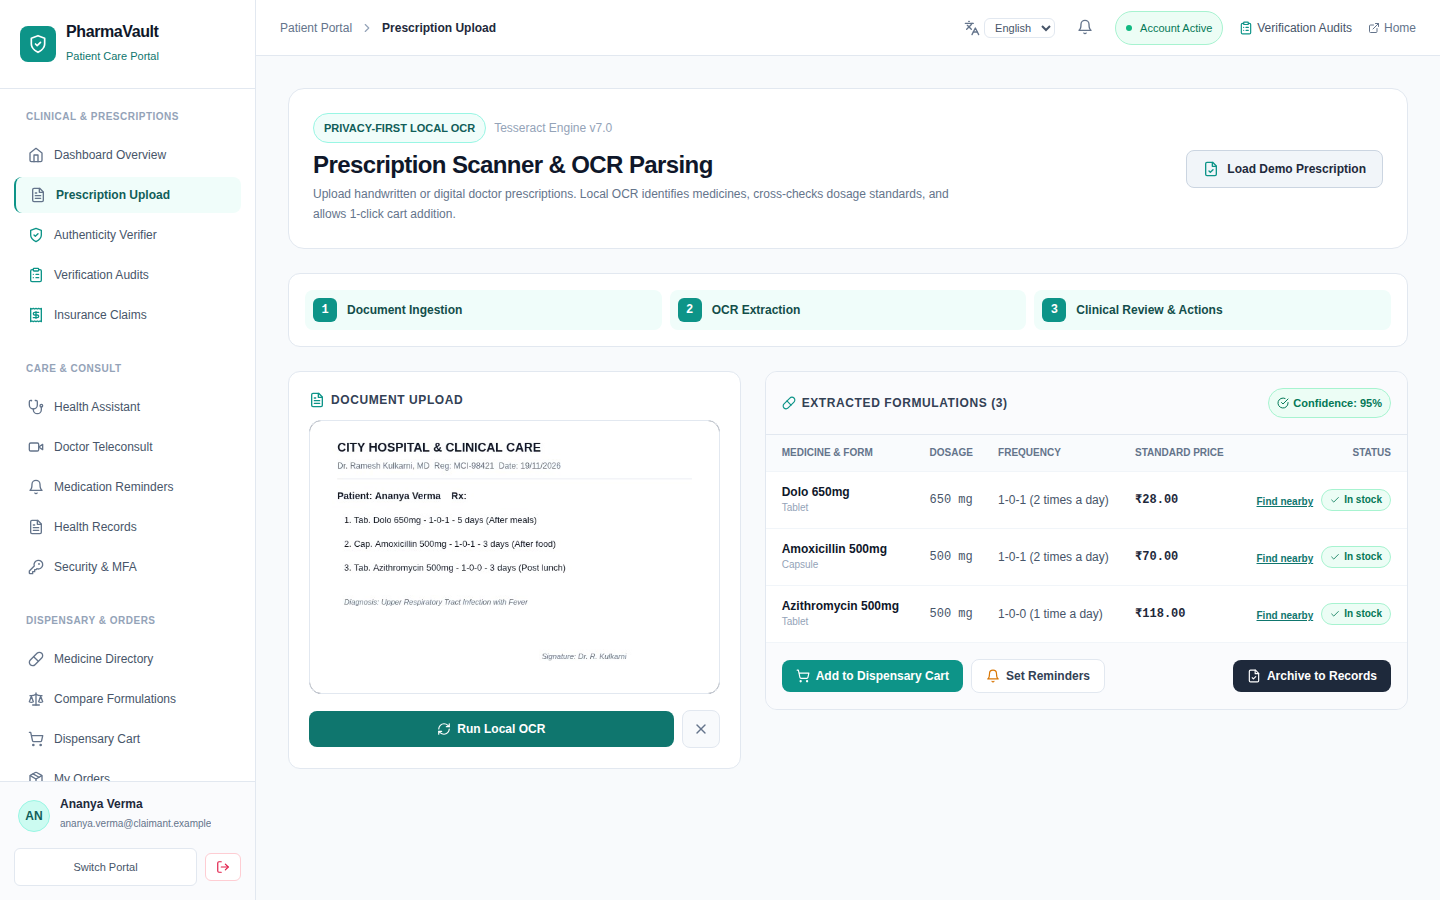 PharmaVault
Patient Care Portal
CLINICAL & PRESCRIPTIONS
Dashboard Overview
Prescription Upload
Authenticity Verifier
Verification Audits
Insurance Claims
CARE & CONSULT
Health Assistant
Doctor Teleconsult
Medication Reminders
Health Records
Security & MFA
DISPENSARY & ORDERS
Medicine Directory
Compare Formulations
Dispensary Cart
My Orders
AN
Ananya Verma
ananya.verma@claimant.example
Switch Portal
Patient Portal > Prescription Upload
English
Account Active
Verification Audits
Home
PRIVACY-FIRST LOCAL OCR Tesseract Engine v7.0
Prescription Scanner & OCR Parsing
Upload handwritten or digital doctor prescriptions. Local OCR identifies medicines, cross-checks dosage standards, and
allows 1-click cart addition.
Load Demo Prescription
1 Document Ingestion
2 OCR Extraction
3 Clinical Review & Actions
DOCUMENT UPLOAD
CITY HOSPITAL & CLINICAL CARE
Dr. Ramesh Kulkarni, MD Reg: MCI-98421 Date: 19/11/2026
Patient: Ananya Verma Rx:
1. Tab. Dolo 650mg - 1-0-1 - 5 days (After meals)
2. Cap. Amoxicillin 500mg - 1-0-1 - 3 days (After food)
3. Tab. Azithromycin 500mg - 1-0-0 - 3 days (Post lunch)
Diagnosis: Upper Respiratory Tract Infection with Fever
Signature: Dr. R. Kulkarni
Run Local OCR
EXTRACTED FORMULATIONS (3)
Confidence: 95%
MEDICINE & FORM DOSAGE FREQUENCY STANDARD PRICE STATUS
Dolo 650mg 650 mg 1-0-1 (2 times a day) ₹28.00 Find nearby In stock
Tablet
Amoxicillin 500mg 500 mg 1-0-1 (2 times a day) ₹70.00 Find nearby In stock
Capsule
Azithromycin 500mg 500 mg 1-0-0 (1 time a day) ₹118.00 Find nearby In stock
Tablet
Add to Dispensary Cart
Set Reminders
Archive to Records